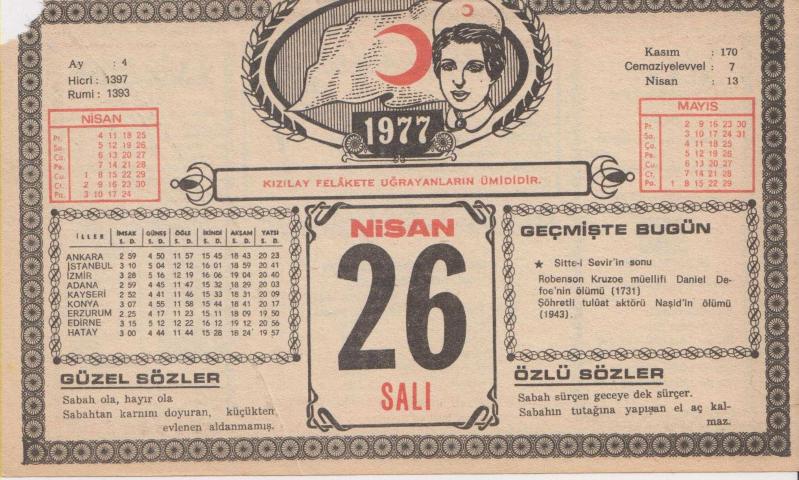 Ay : 4
Hicri : 1397
Rumi : 1393
Kasım : 170
Cemaziyelevvel : 7
Nisan : 13
NİSAN
Pt. 4 11 18 25
Sa. 5 12 19 26
Ça. 6 13 20 27
Pe. 7 14 21 28
Cu. 1 8 15 22 29
Ct. 2 9 16 23 30
Pa. 3 10 17 24
1977
MAYIS
Pt. 2 9 16 23 30
Sa. 3 10 17 24 31
Ça. 4 11 18 25
Pe. 5 12 19 26
Cu. 6 13 20 27
Ct. 7 14 21 28
Pa. 1 8 15 22 29
KIZILAY FELÂKETE UĞRAYANLARIN ÜMİDİDİR.
İLLER İMSAK GÜNEŞ ÖĞLE İKİNDİ AKŞAM YATSI
S. D. S. D. S. D. S. D. S. D. S. D.
ANKARA 2 59 4 50 11 57 15 45 18 43 20 23
İSTANBUL 3 10 5 04 12 12 16 01 18 59 20 41
İZMİR 3 28 5 16 12 19 16 06 19 04 20 40
ADANA 2 59 4 45 11 47 15 32 18 29 20 03
KAYSERİ 2 52 4 41 11 46 15 33 18 31 20 09
KONYA 3 07 4 55 11 58 15 44 18 41 20 17
ERZURUM 2 25 4 17 11 23 15 11 18 09 19 50
EDİRNE 3 15 5 12 12 22 16 12 19 12 20 56
HATAY 3 00 4 44 11 44 15 28 18 24 19 57
NİSAN
26
SALI
GEÇMİŞTE BUGÜN
★ Sitte-i Sevir'in sonu
Robenson Kruzoe müellifi Daniel De-
foe'nin ölümü (1731)
Şöhretli tulûat aktörü Naşid'in ölümü
(1943).
GÜZEL SÖZLER
Sabah ola, hayır ola
Sabahtan karnını doyuran, küçükten
evlenen aldanmamış.
ÖZLÜ SÖZLER
Sabah sürçen geceye dek sürçer.
Sabahın tutağına yapışan el aç kal-
maz.